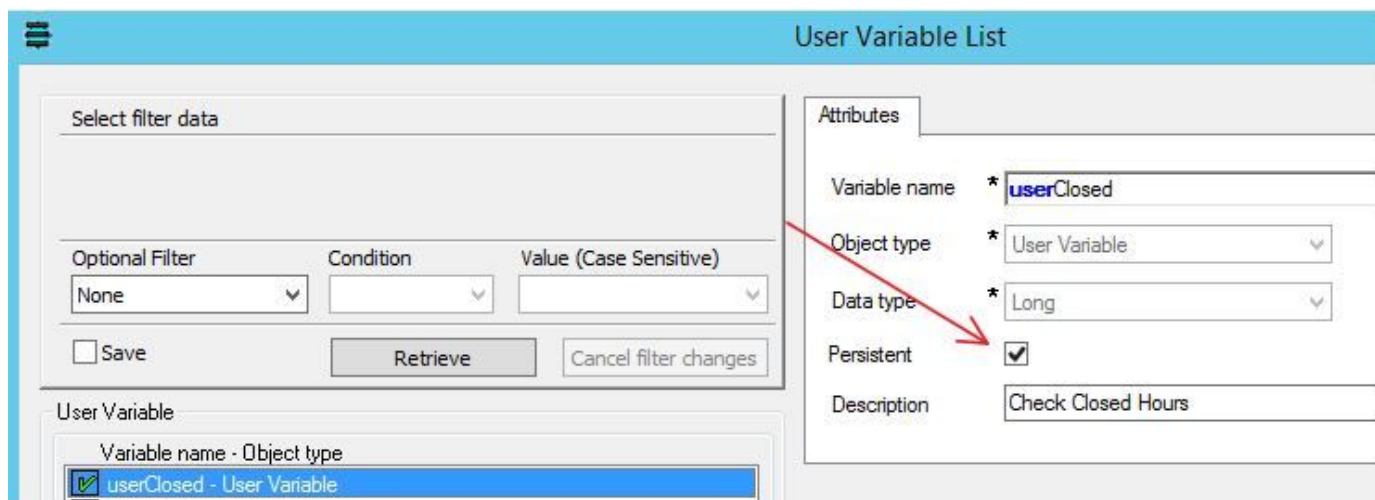 User Variable List
Select filter data
Optional Filter
Condition
Value (Case Sensitive)
None
Save
Retrieve
Cancel filter changes
User Variable
Variable name - Object type
userClosed - User Variable
Attributes
Variable name * userClosed
Object type * User Variable
Data type * Long
Persistent
Description Check Closed Hours